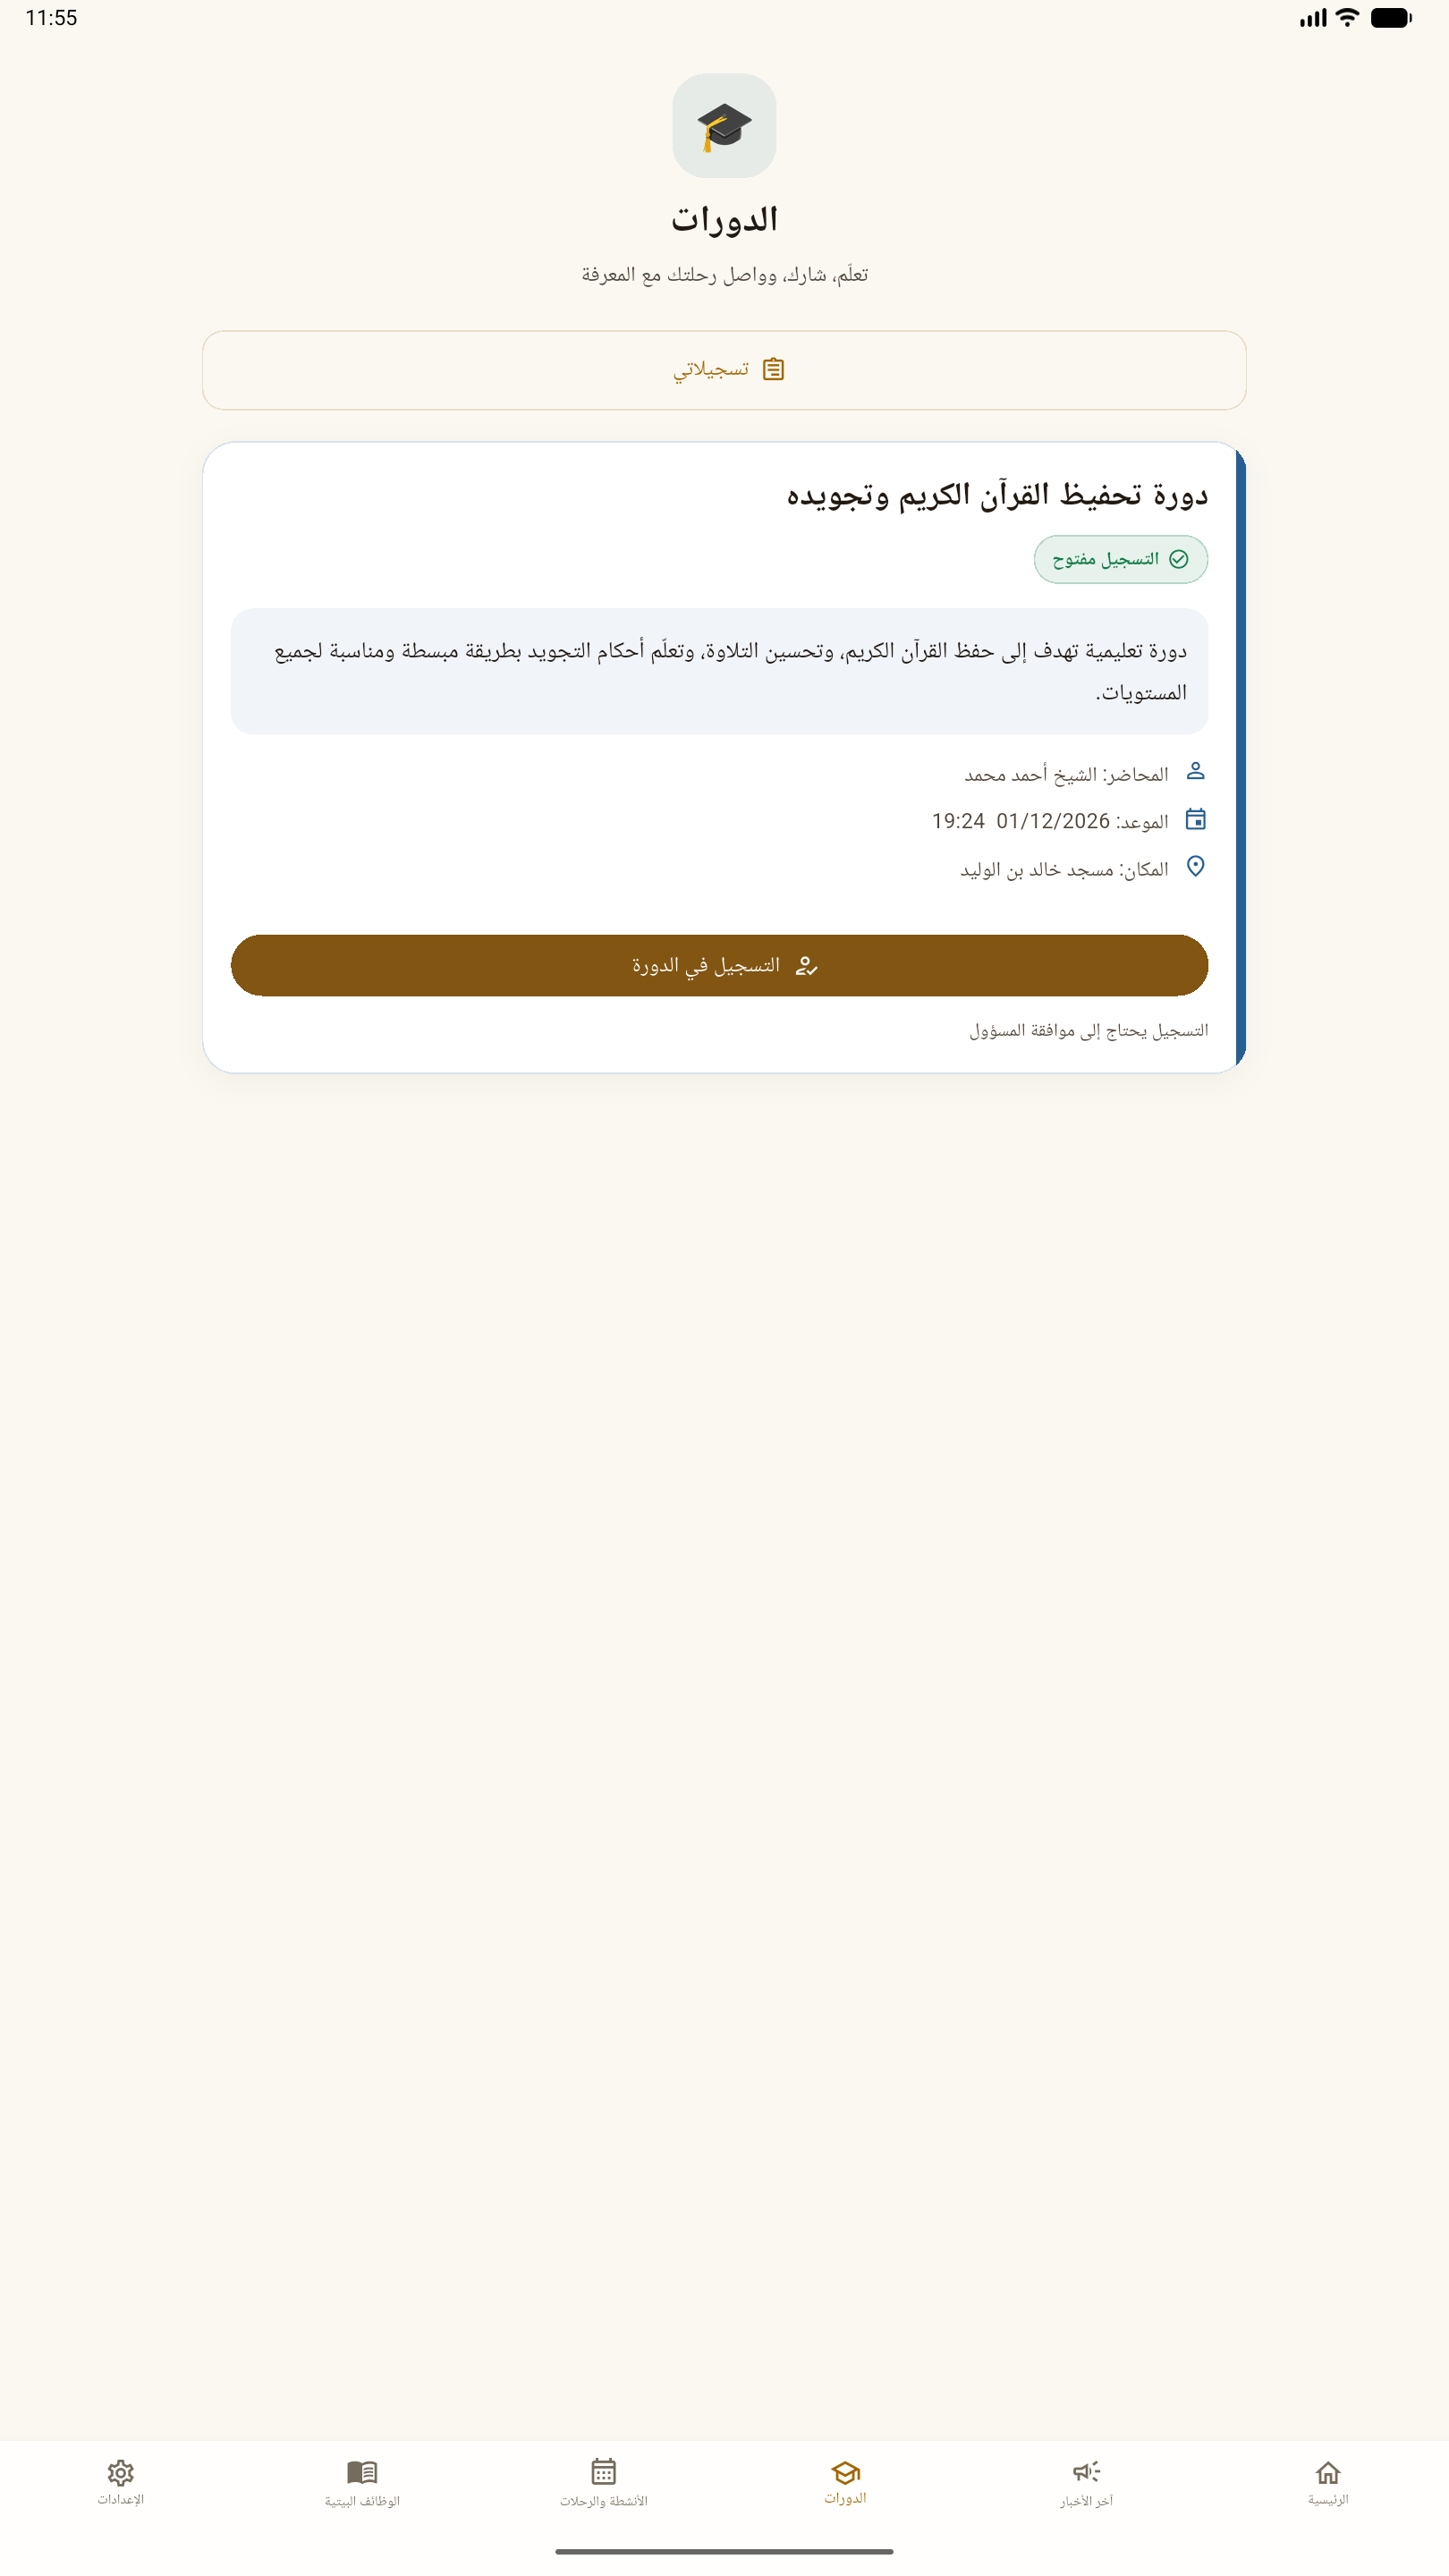 11:55
الدورات
تعلّم، شارك، وواصل رحلتك مع المعرفة
تسجيلاتي
دورة تحفيظ القرآن الكريم وتجويده
التسجيل مفتوح
دورة تعليمية تهدف إلى حفظ القرآن الكريم، وتحسين التلاوة، وتعلّم أحكام التجويد بطريقة مبسطة ومناسبة لجميع
المستويات.
المحاضر: الشيخ أحمد محمد
الموعد: 01/12/2026 19:24
المكان: مسجد خالد بن الوليد
التسجيل في الدورة
التسجيل يحتاج إلى موافقة المسؤول
الرئيسية
آخر الأخبار
الدورات
الأنشطة والرحلات
الوظائف البيتية
الإعدادات